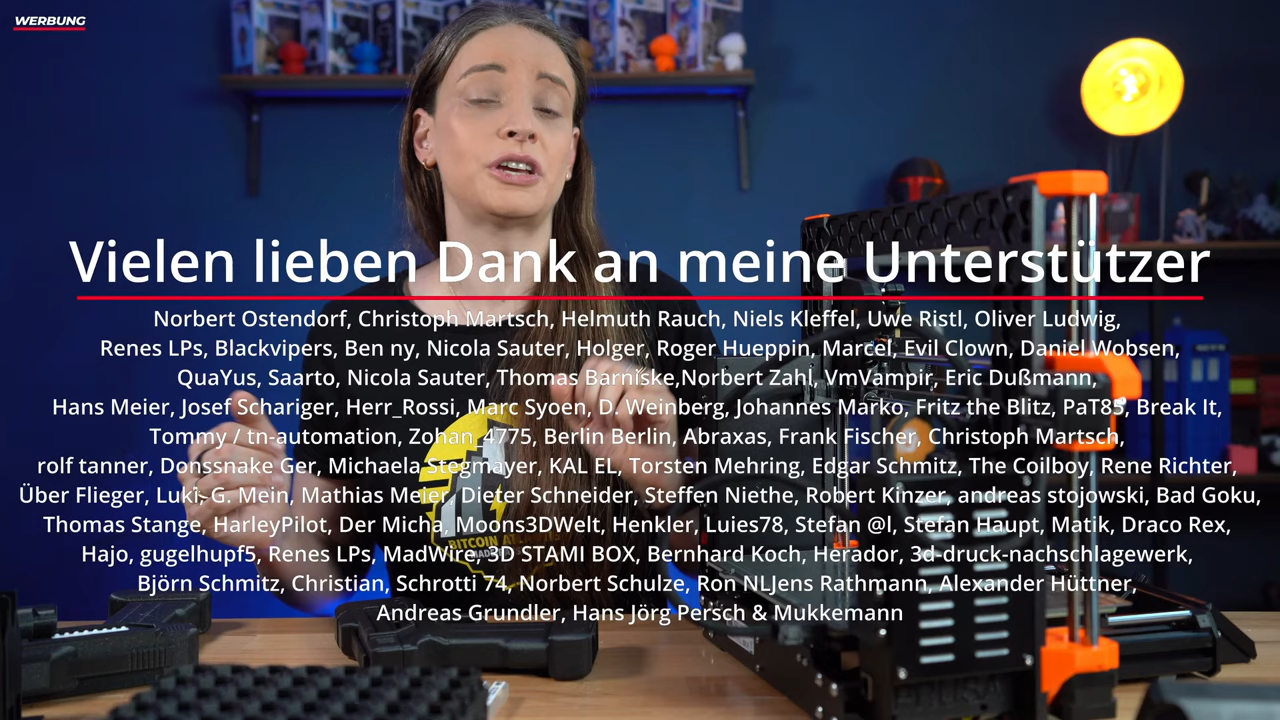 WERBUNG
Vielen lieben Dank an meine Unterstützer
Norbert Ostendorf, Christoph Martsch, Helmuth Rauch, Niels Kleffel, Uwe Ristl, Oliver Ludwig,
Renes LPs, Blackvipers, Ben ny, Nicola Sauter, Holger, Roger Hueppin, Marcel, Evil Clown, Daniel Wobsen,
QuaYus, Saarto, Nicola Sauter, Thomas Barniske,Norbert Zahl, VmVampir, Eric Dußmann,
Hans Meier, Josef Schariger, Herr_Rossi, Marc Syoen, D. Weinberg, Johannes Marko, Fritz the Blitz, PaT85, Break It,
Tommy / tn-automation, Zohan_4775, Berlin Berlin, Abraxas, Frank Fischer, Christoph Martsch,
rolf tanner, Donssnake Ger, Michaela Stegmayer, KAL EL, Torsten Mehring, Edgar Schmitz, The Coilboy, Rene Richter,
Über Flieger, Luki-G. Mein, Mathias Meier, Dieter Schneider, Steffen Niethe, Robert Kinzer, andreas stojowski, Bad Goku,
Thomas Stange, HarleyPilot, Der Micha, Moons3DWelt, Henkler, Luies78, Stefan @l, Stefan Haupt, Matik, Draco Rex,
Hajo, gugelhupf5, Renes LPs, MadWire, 3D STAMI BOX, Bernhard Koch, Herador, 3d-druck-nachschlagewerk,
Björn Schmitz, Christian, Schrotti 74, Norbert Schulze, Ron NLJens Rathmann, Alexander Hüttner,
Andreas Grundler, Hans Jörg Persch & Mukkemann
BITCOIN